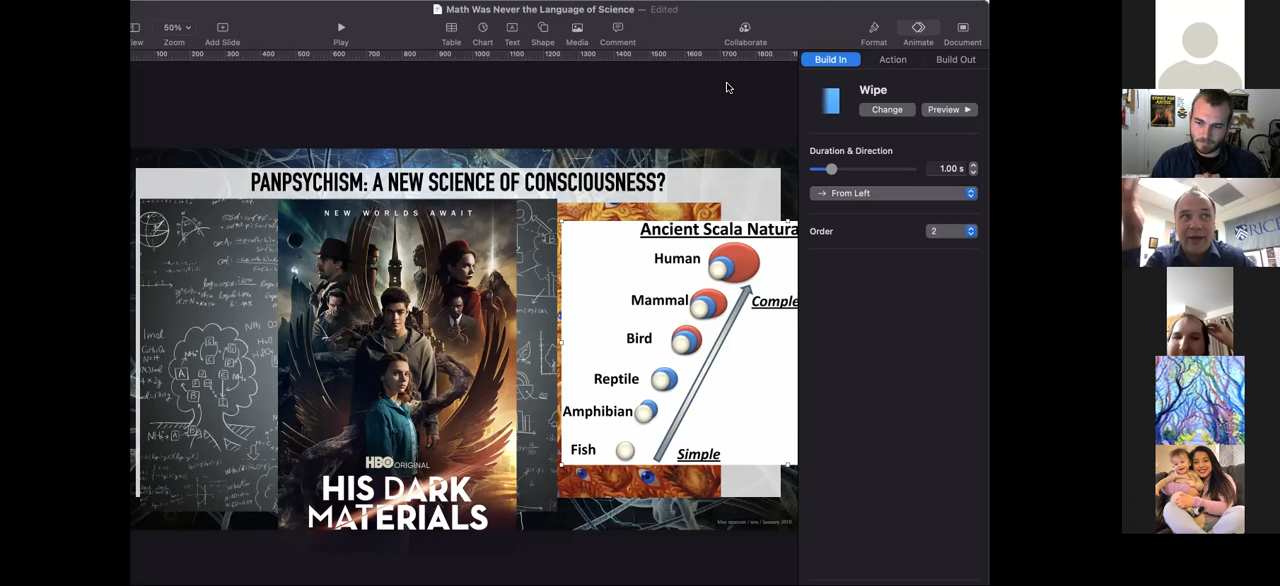 Math Was Never the Language of Science — Edited
50%
Zoom
Add Slide
Play
Table
Chart
Text
Shape
Media
Comment
Collaborate
Format
Animate
Document
100 200 300 400 500 600 700 800 900 1000 1100 1200 1300 1400 1500 1600 1700 1800
Build In
Action
Build Out
Wipe
Change
Preview
Duration & Direction
1.00 s
From Left
Order
2
PANPSYCHISM: A NEW SCIENCE OF CONSCIOUSNESS?
NEW WORLDS AWAIT
HBO ORIGINAL
HIS DARK
MATERIALS
Ancient Scala Natura
Human
Mammal
Comple
Bird
Reptile
Amphibian
Fish
Simple
RIC